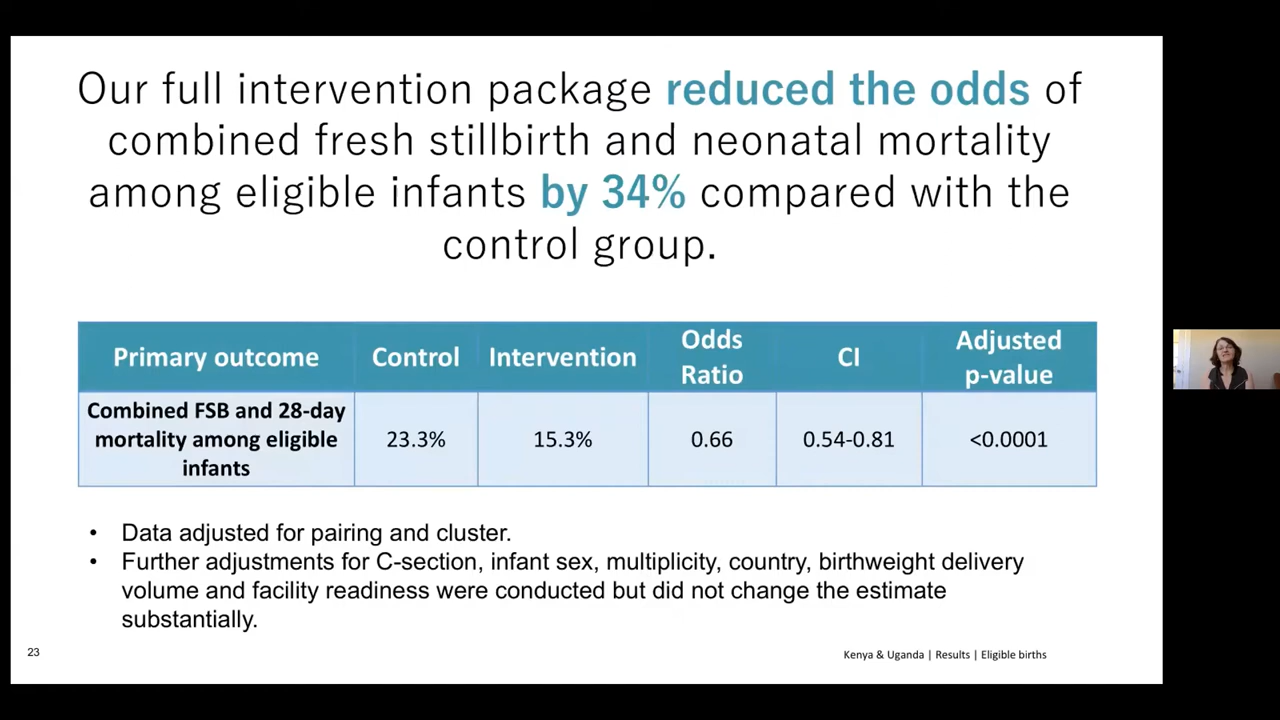 Our full intervention package reduced the odds of
combined fresh stillbirth and neonatal mortality
among eligible infants by 34% compared with the
control group.
Primary outcome Control Intervention Odds Ratio CI Adjusted p-value
Combined FSB and 28-day
mortality among eligible
infants
23.3% 15.3% 0.66 0.54-0.81 <0.0001
• Data adjusted for pairing and cluster.
• Further adjustments for C-section, infant sex, multiplicity, country, birthweight delivery
volume and facility readiness were conducted but did not change the estimate
substantially.
23
Kenya & Uganda | Results | Eligible births